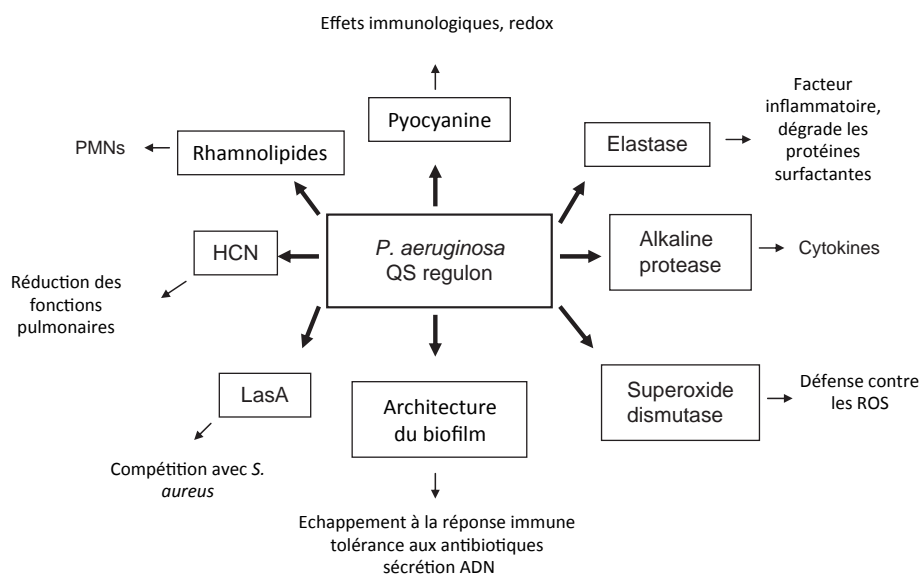 Effets immunologiques, redox
Pyocyanine
Facteur
inflammatoire,
dégrade les
protéines
surfactantes
Elastase
PMNs
Rhamnolipides
P. aeruginosa
QS regulon
HCN
Alkaline
protease
Cytokines
Réduction des
fonctions
pulmonaires
LasA
Architecture
du biofilm
Superoxide
dismutase
Défense contre
les ROS
Compétition avec S.
aureus
Echappement à la réponse immune
tolérance aux antibiotiques
sécrétion ADN